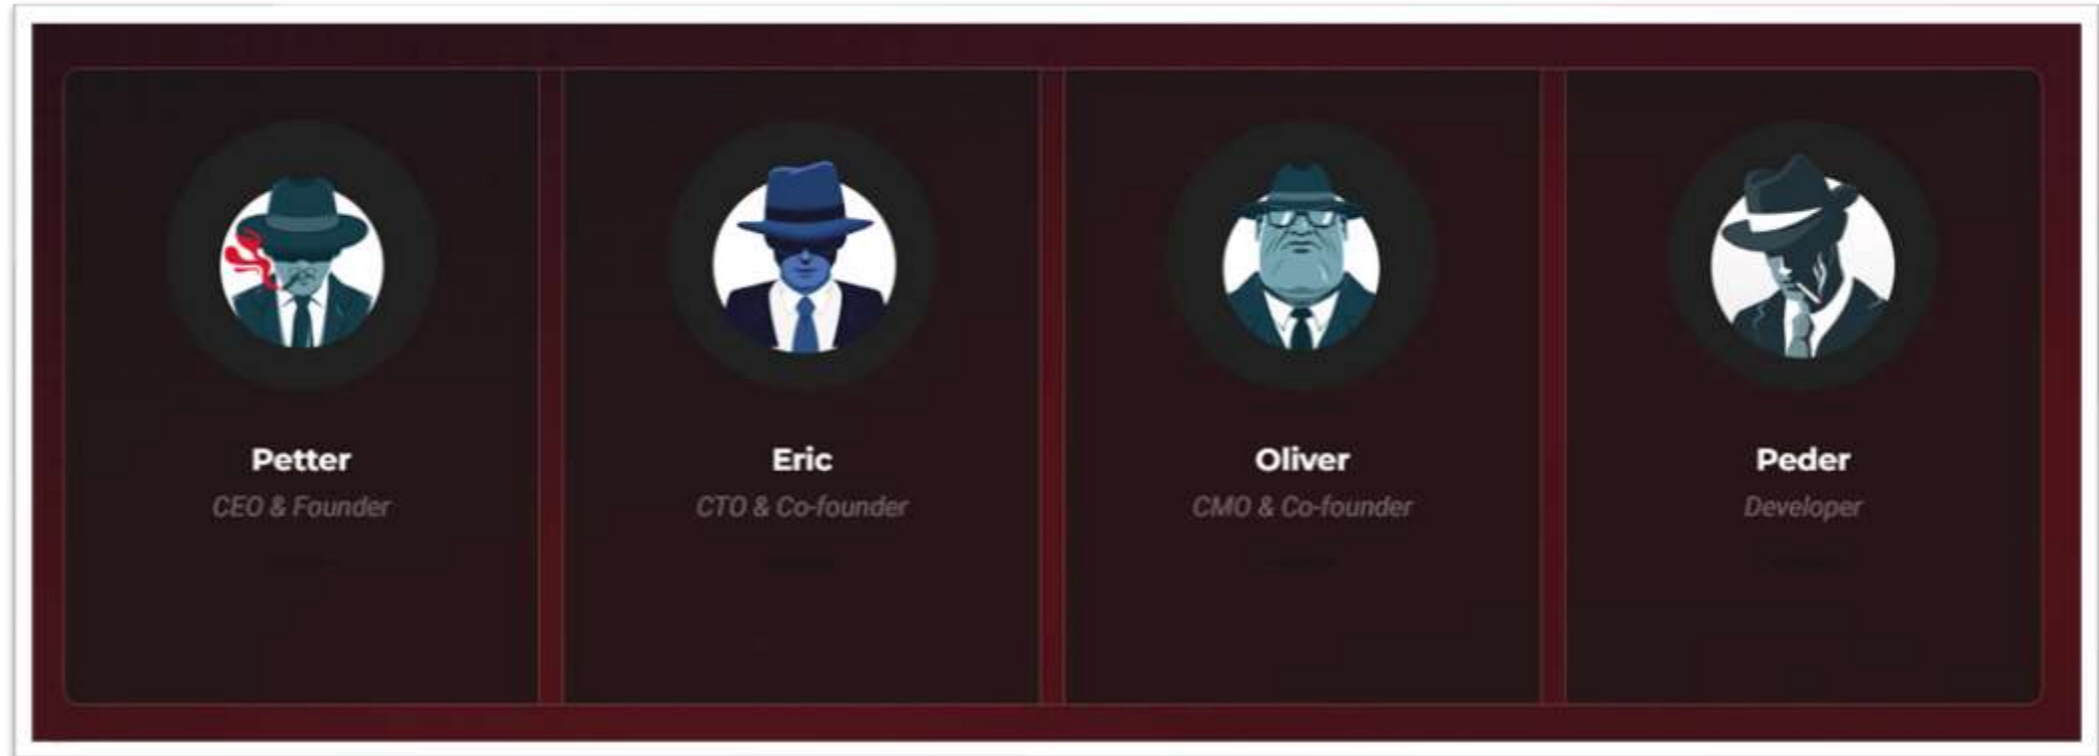 Petter
CEO & Founder
Eric
CTO & Co-founder
Oliver
CMO & Co-founder
Peder
Developer